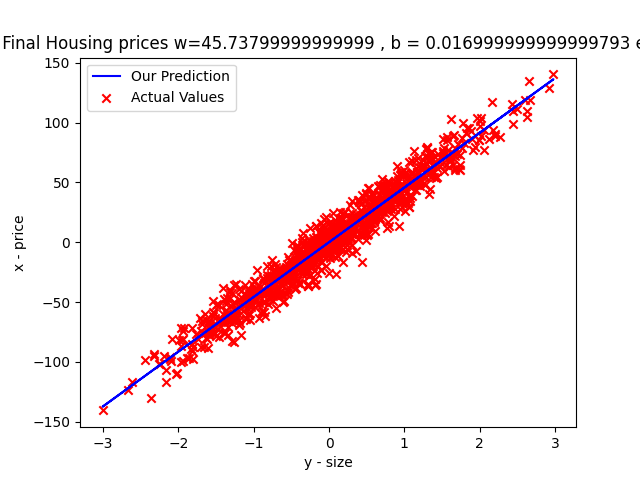 Final Housing prices w=45.73799999999999 , b = 0.016999999999999793 e
Our Prediction
Actual Values
150
100
50
0
−50
−100
−150
x - price
−3
−2
−1
0
1
2
3
y - size